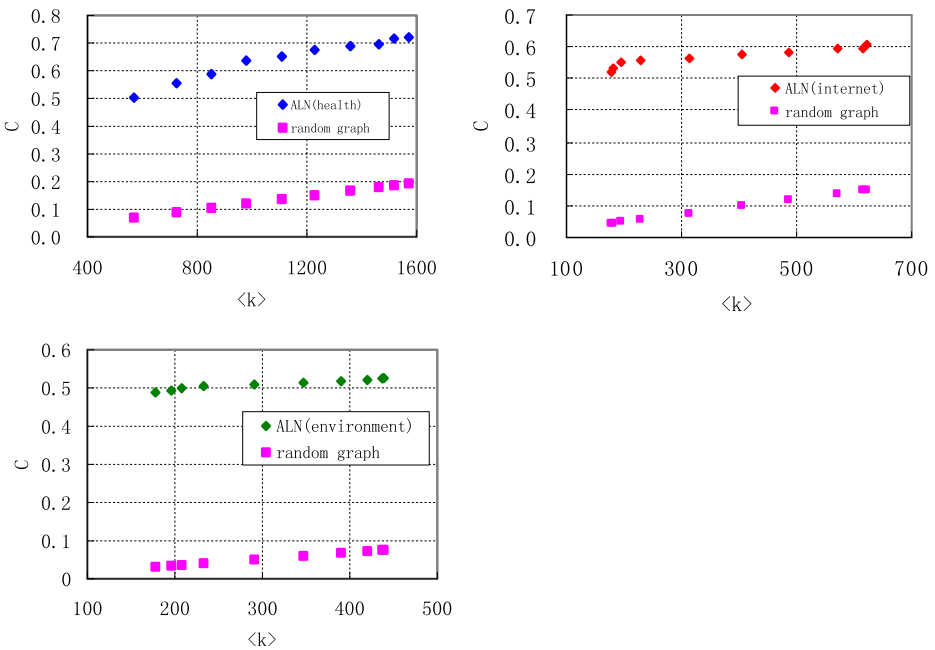 0.8
0.7
0.6
0.5
0.4
0.3
0.2
0.1
0.0
C
ALN(health)
random graph
400 800 1200 1600
<k>
0.7
0.6
0.5
0.4
0.3
0.2
0.1
0.0
C
ALN(internet)
random graph
100 300 500 700
<k>
0.6
0.5
0.4
0.3
0.2
0.1
0
C
ALN(environment)
random graph
100 200 300 400 500
<k>